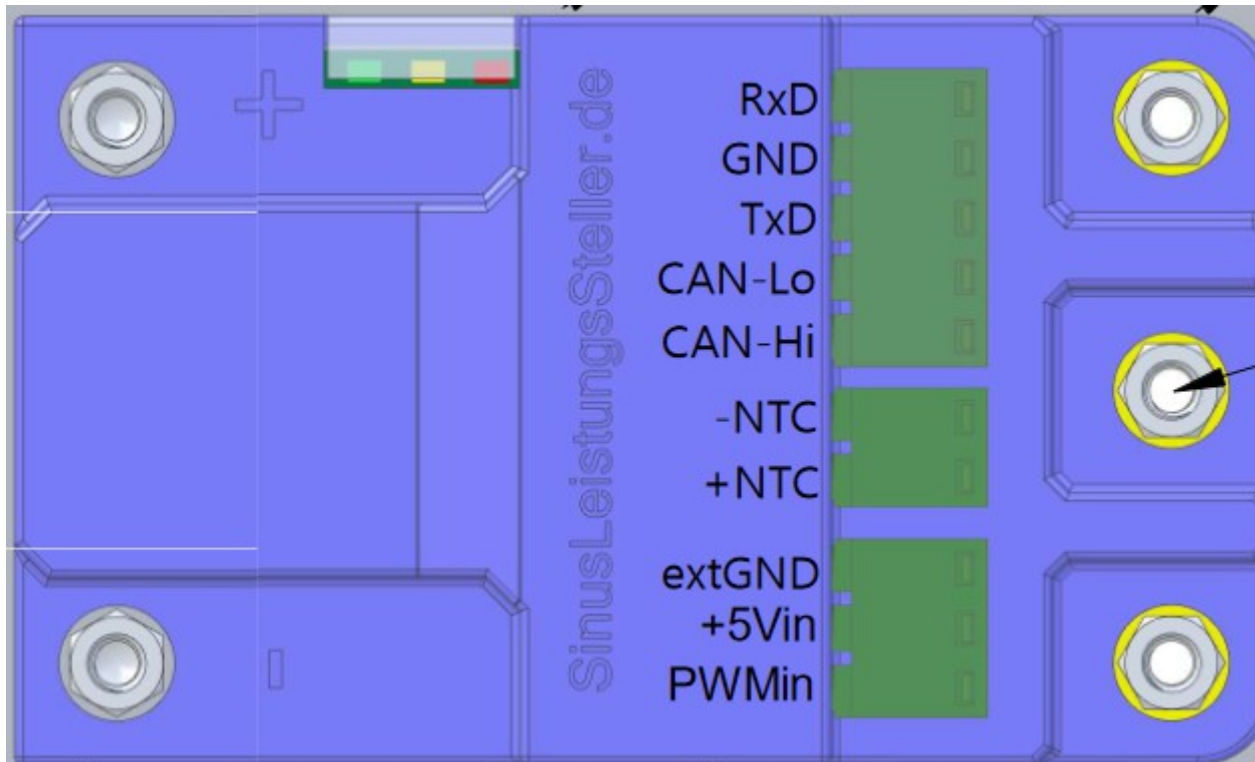 +
-
SinusLeistungsSteller.de
RxD
GND
TxD
CAN-Lo
CAN-Hi
-NTC
+NTC
extGND
+5Vin
PWMin